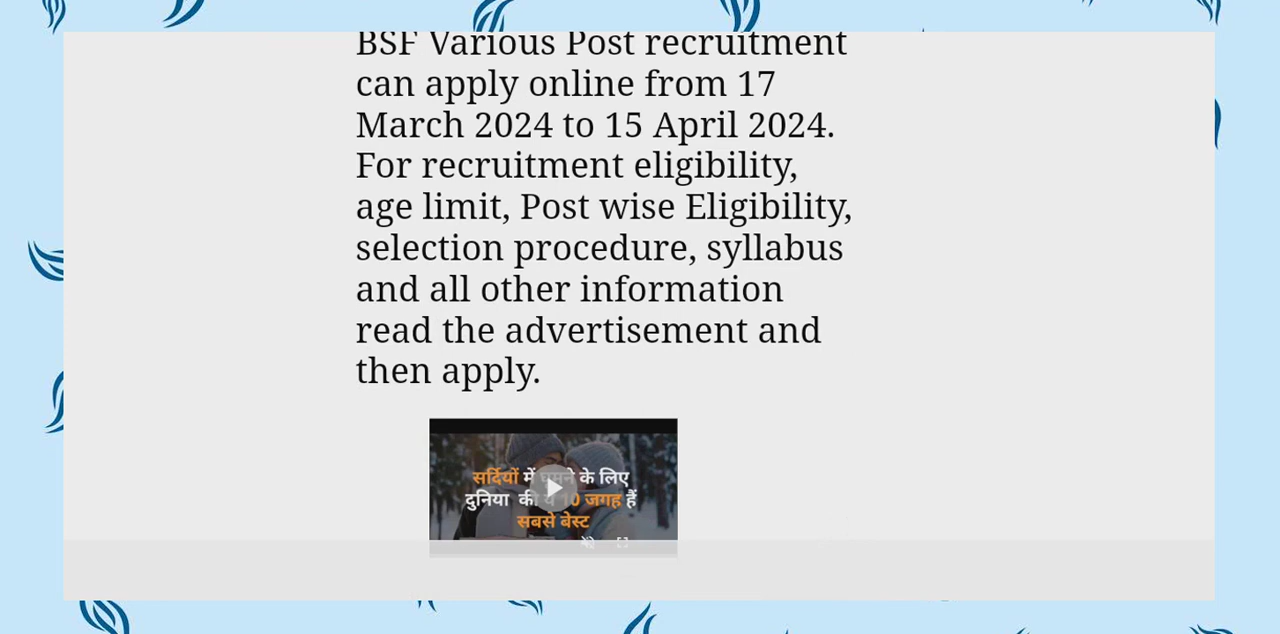 BSF Various Post recruitment
can apply online from 17
March 2024 to 15 April 2024.
For recruitment eligibility,
age limit, Post wise Eligibility,
selection procedure, syllabus
and all other information
read the advertisement and
then apply.
सर्दियों में घूमने के लिए
दुनिया की ये 10 जगह हैं
सबसे बेस्ट